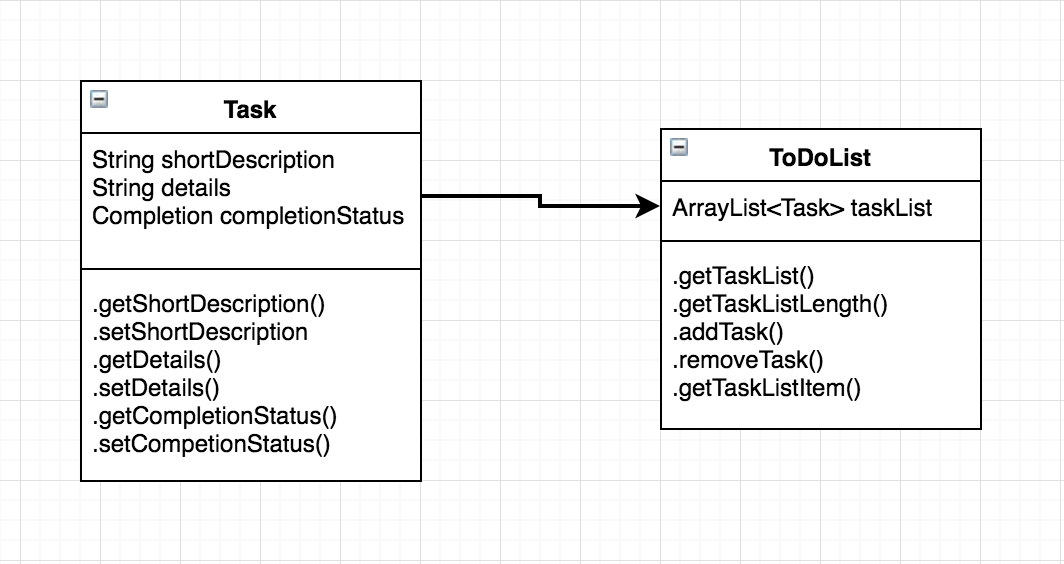 Task
String shortDescription
String details
Completion completionStatus
.getShortDescription()
.setShortDescription
.getDetails()
.setDetails()
.getCompletionStatus()
.setCompetionStatus()
ToDoList
ArrayList<Task> taskList
.getTaskList()
.getTaskListLength()
.addTask()
.removeTask()
.getTaskListItem()